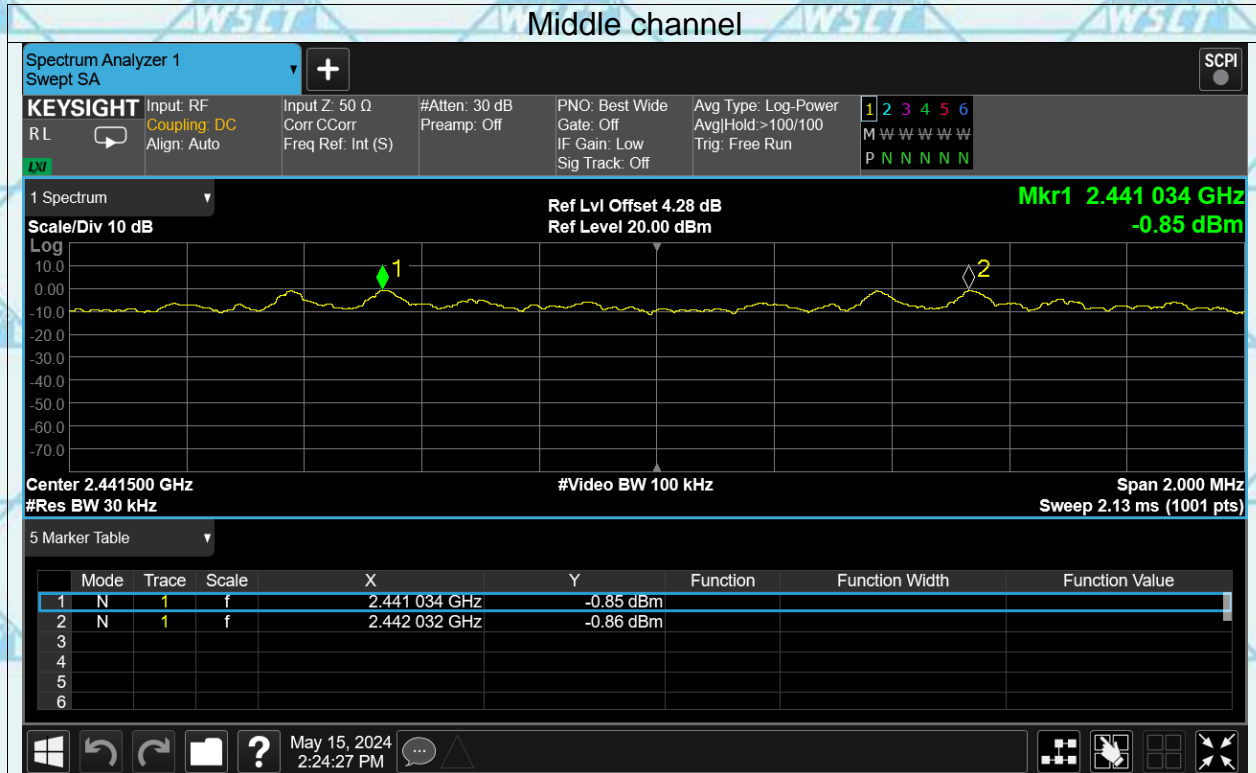 WSCT WSCT WSCT WSCT
Middle channel
Spectrum Analyzer 1
Swept SA
+
SCPI
KEYSIGHT
RL
LXI
Input: RF
Coupling: DC
Align: Auto
Input Z: 50 Ω
Corr CCorr
Freq Ref: Int (S)
#Atten: 30 dB
Preamp: Off
PNO: Best Wide
Gate: Off
IF Gain: Low
Sig Track: Off
Avg Type: Log-Power
Avg|Hold:>100/100
Trig: Free Run
1 2 3 4 5 6
M W W W W W
P N N N N N
1 Spectrum
Scale/Div 10 dB
Ref Lvl Offset 4.28 dB
Ref Level 20.00 dBm
Mkr1 2.441 034 GHz
-0.85 dBm
Log
10.0
0.00
-10.0
-20.0
-30.0
-40.0
-50.0
-60.0
-70.0
1
2
Center 2.441500 GHz
#Video BW 100 kHz
Span 2.000 MHz
#Res BW 30 kHz
Sweep 2.13 ms (1001 pts)
5 Marker Table
Mode Trace Scale X Y Function Function Width Function Value
1 N 1 f 2.441 034 GHz -0.85 dBm
2 N 1 f 2.442 032 GHz -0.86 dBm
3
4
5
6
?
May 15, 2024
2:24:27 PM